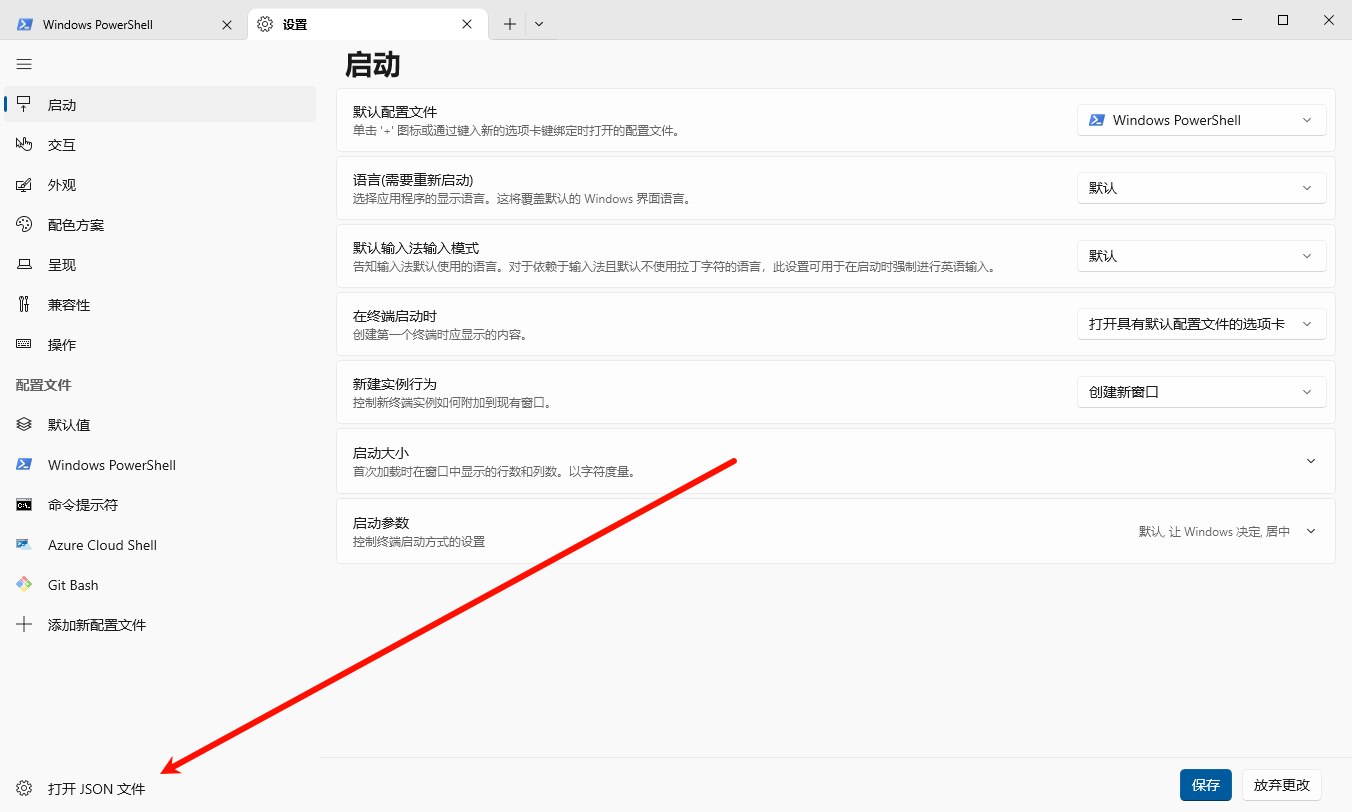 Windows PowerShell
设置
启动
交互
外观
配色方案
呈现
兼容性
操作
配置文件
默认值
Windows PowerShell
命令提示符
Azure Cloud Shell
Git Bash
添加新配置文件
打开 JSON 文件
启动
默认配置文件
单击 '+' 图标或通过键入新的选项卡键绑定时打开的配置文件。
Windows PowerShell
语言(需要重新启动)
选择应用程序的显示语言。这将覆盖默认的 Windows 界面语言。
默认
默认输入法输入模式
告知输入法默认使用的语言。对于依赖于输入法且默认不使用拉丁字符的语言，此设置可用于在启动时强制进行英语输入。
默认
在终端启动时
创建第一个终端时应显示的内容。
打开具有默认配置文件的选项卡
新建实例行为
控制新终端实例如何附加到现有窗口。
创建新窗口
启动大小
首次加载时在窗口中显示的行数和列数。以字符度量。
启动参数
控制终端启动方式的设置
默认, 让 Windows 决定, 居中
保存
放弃更改